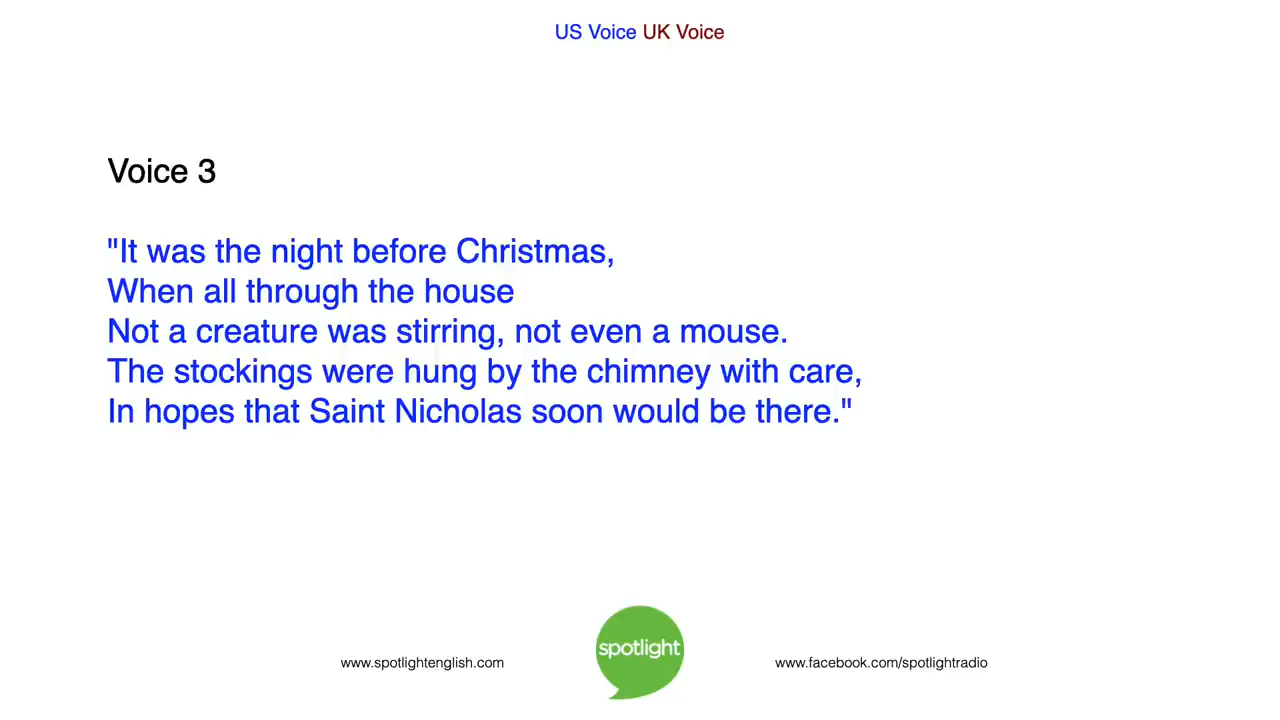 US Voice UK Voice
Voice 3
"It was the night before Christmas,
When all through the house
Not a creature was stirring, not even a mouse.
The stockings were hung by the chimney with care,
In hopes that Saint Nicholas soon would be there."
www.spotlightenglish.com
spotlight
www.facebook.com/spotlightradio